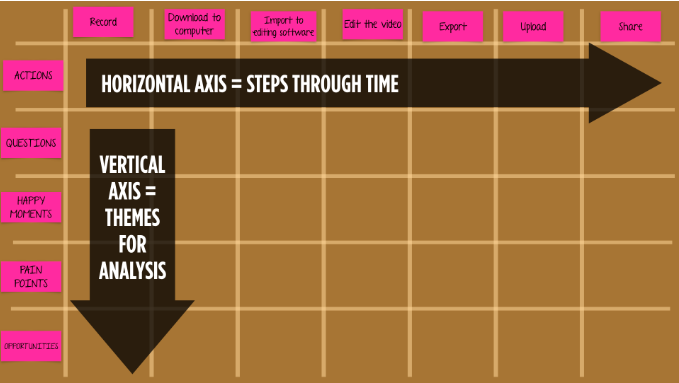 Record
Download to
computer
Import to
editing software
Edit the video
Export
Upload
Share
ACTIONS
HORIZONTAL AXIS = STEPS THROUGH TIME
QUESTIONS
VERTICAL
AXIS =
THEMES
FOR
ANALYSIS
HAPPY
MOMENTS
PAIN
POINTS
OPPORTUNITIES